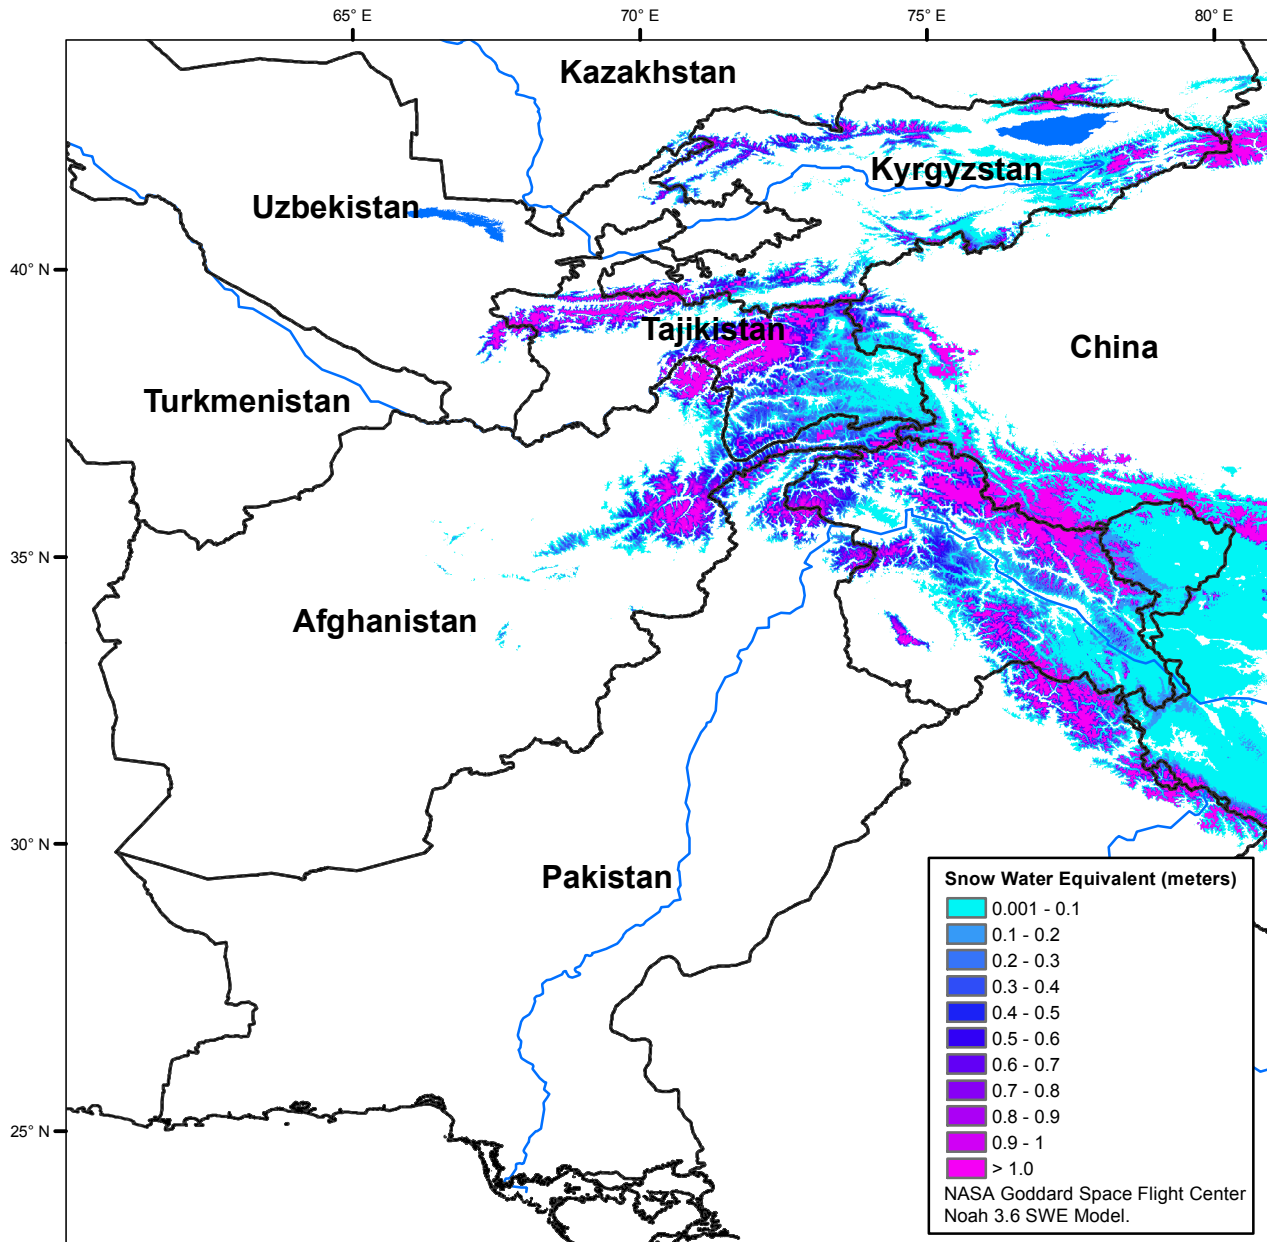 65° E
70° E
75° E
80° E
Kazakhstan
Kyrgyzstan
Uzbekistan
40° N
Tajikistan
China
Turkmenistan
35° N
Afghanistan
30° N
Pakistan
25° N
Snow Water Equivalent (meters)
0.001 - 0.1
0.1 - 0.2
0.2 - 0.3
0.3 - 0.4
0.4 - 0.5
0.5 - 0.6
0.6 - 0.7
0.7 - 0.8
0.8 - 0.9
0.9 - 1
> 1.0
NASA Goddard Space Flight Center
Noah 3.6 SWE Model.